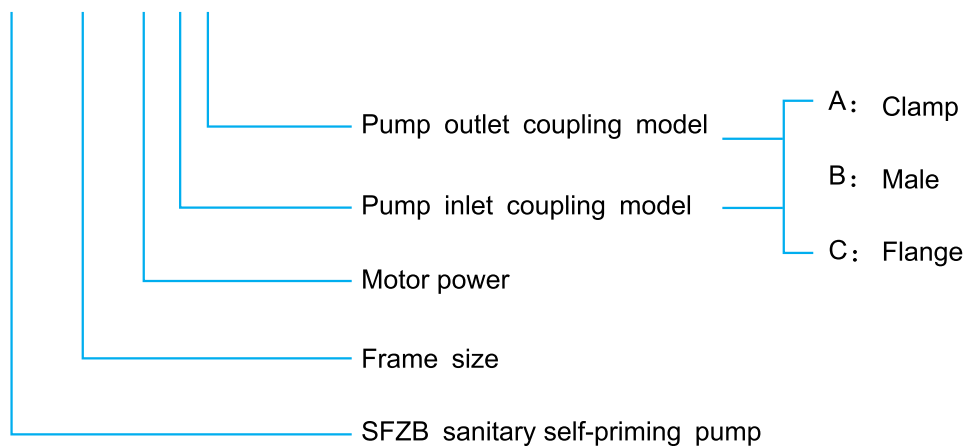 Pump outlet coupling model
A： Clamp
B： Male
Pump inlet coupling model
C： Flange
Motor power
Frame size
SFZB sanitary self-priming pump